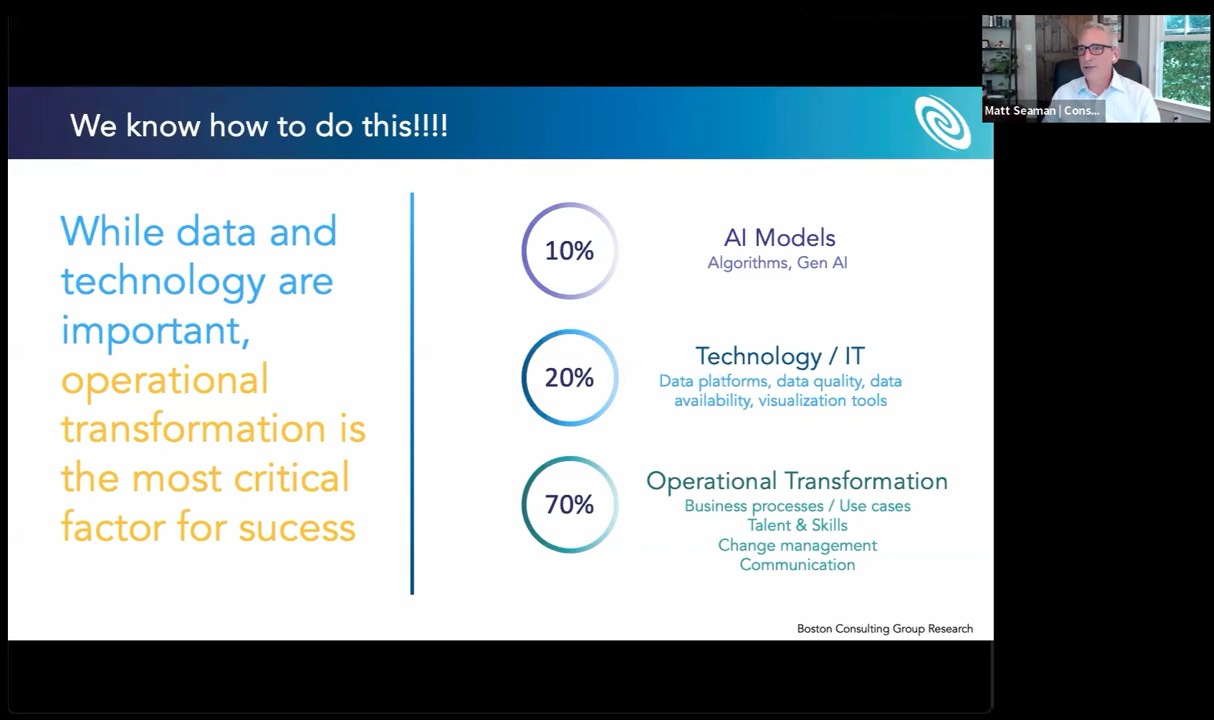 We know how to do this!!!!
Matt Seaman | Cons...
While data and
technology are
important,
operational
transformation is
the most critical
factor for sucess
10%
AI Models
Algorithms, Gen AI
20%
Technology / IT
Data platforms, data quality, data
availability, visualization tools
70%
Operational Transformation
Business processes / Use cases
Talent & Skills
Change management
Communication
Boston Consulting Group Research